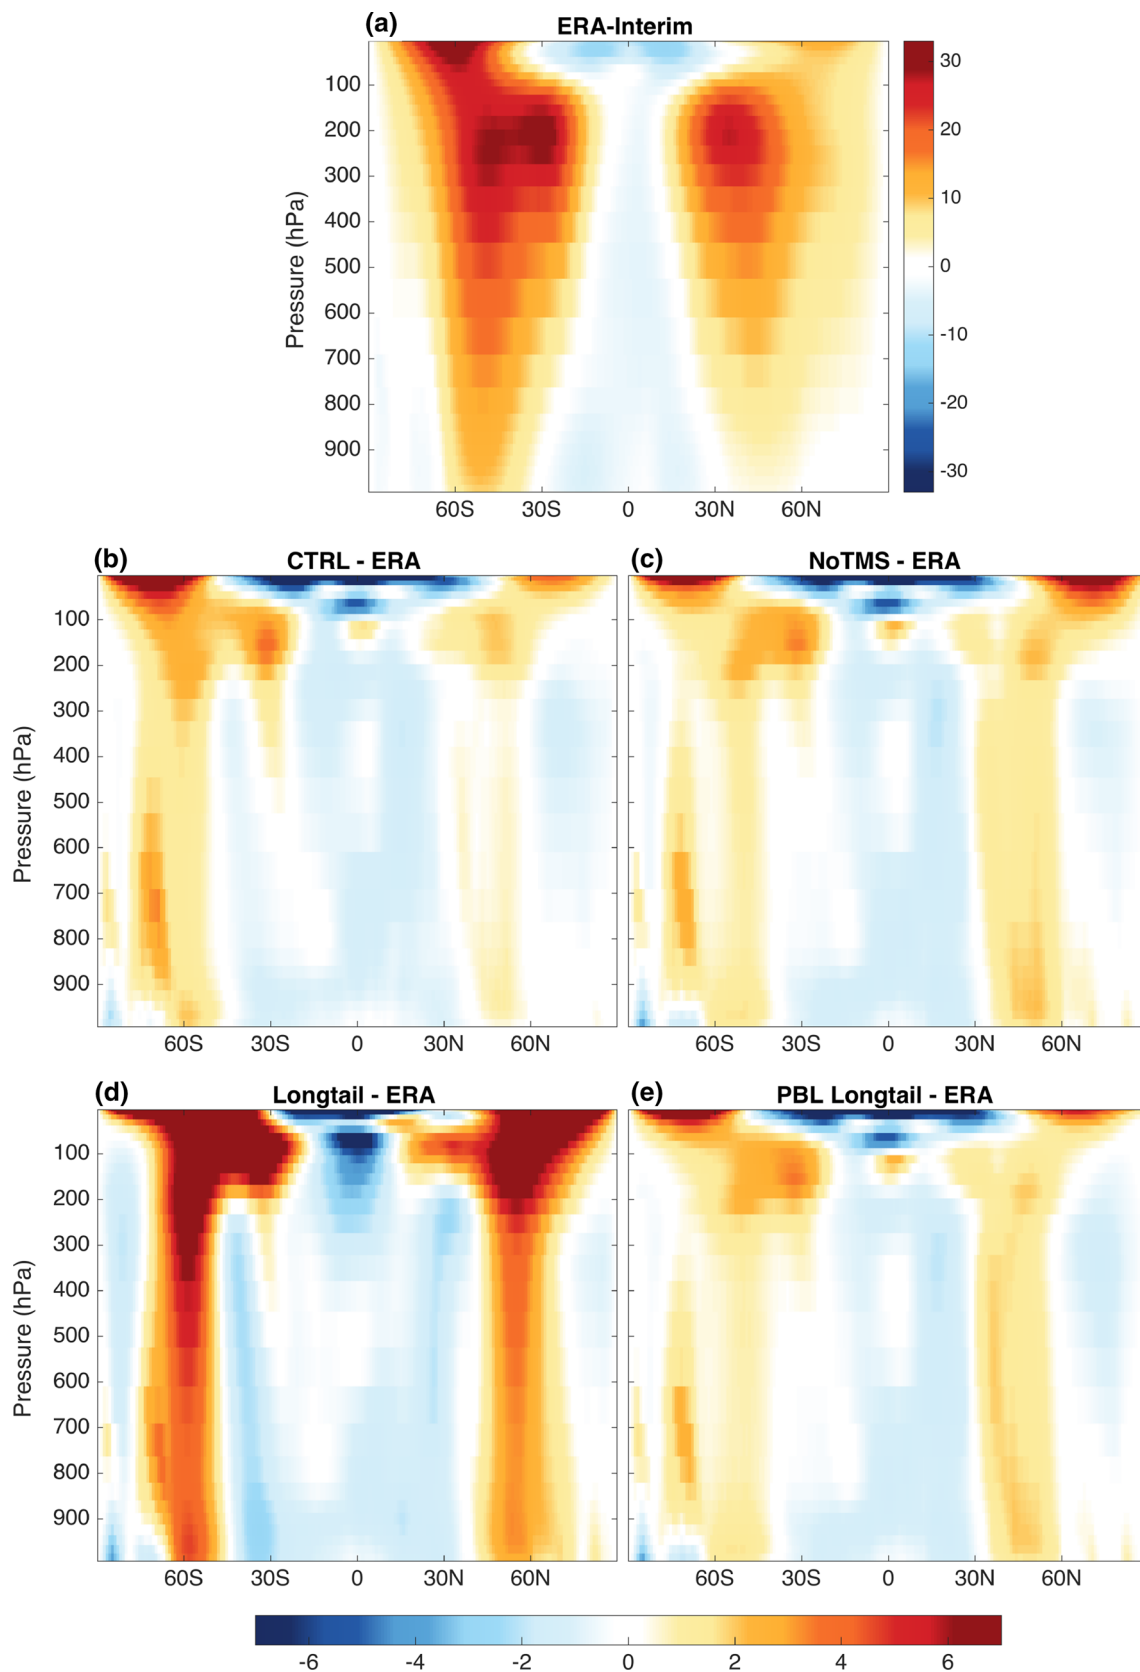 (a) ERA-Interim
Pressure (hPa)
100
200
300
400
500
600
700
800
900
60S 30S 0 30N 60N
30
20
10
0
-10
-20
-30
(b) CTRL - ERA
Pressure (hPa)
100
200
300
400
500
600
700
800
900
60S 30S 0 30N 60N
(c) NoTMS - ERA
60S 30S 0 30N 60N
(d) Longtail - ERA
Pressure (hPa)
100
200
300
400
500
600
700
800
900
60S 30S 0 30N 60N
(e) PBL Longtail - ERA
60S 30S 0 30N 60N
-6 -4 -2 0 2 4 6